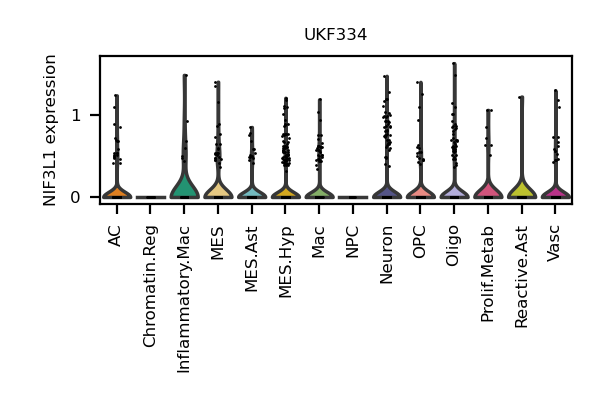 UKF334
NIF3L1 expression
1
0
AC
Chromatin.Reg
Inflammatory.Mac
MES
MES.Ast
MES.Hyp
Mac
NPC
Neuron
OPC
Oligo
Prolif.Metab
Reactive.Ast
Vasc